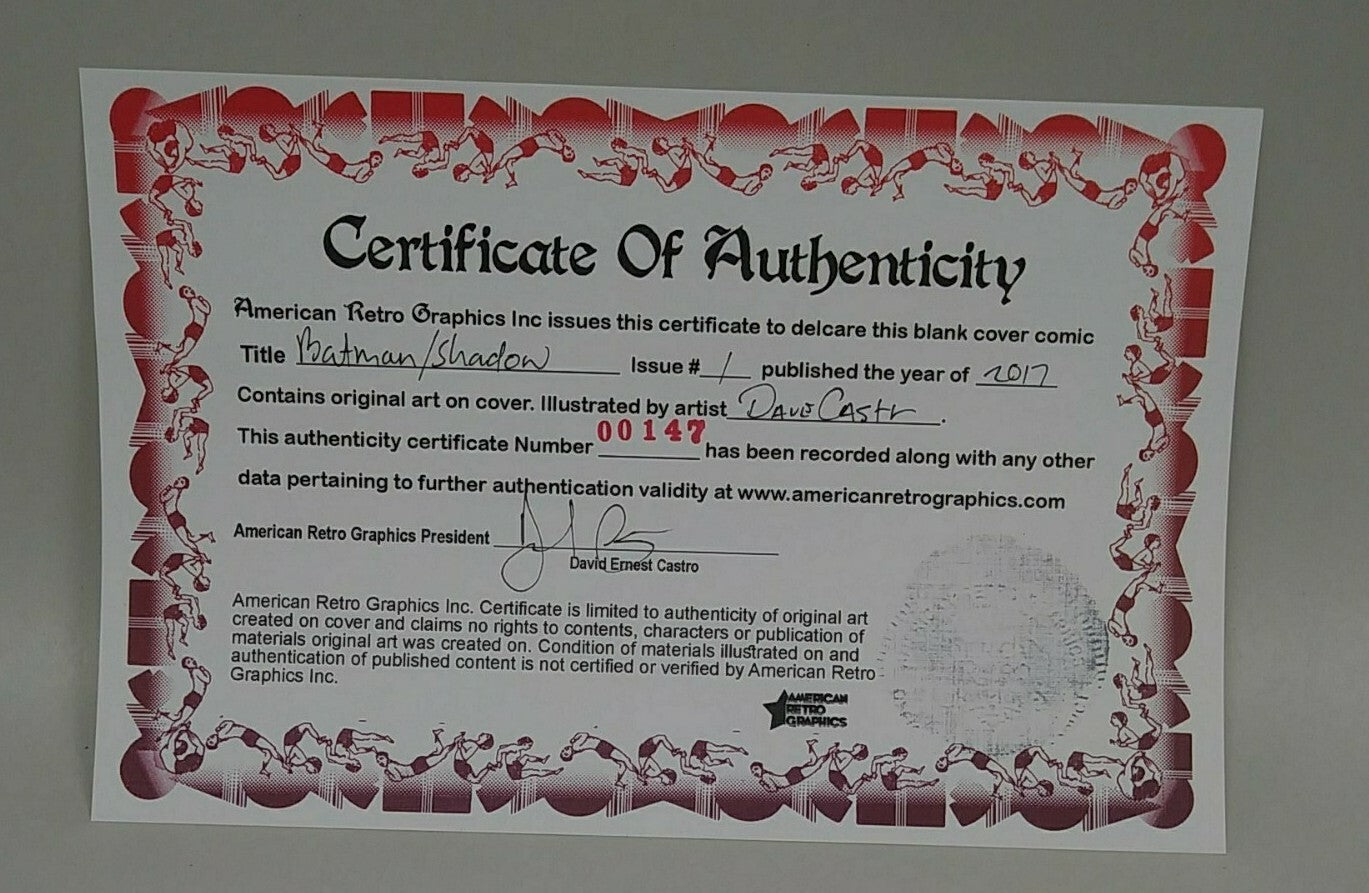 Certificate Of Authenticity
American Retro Graphics Inc issues this certificate to delcare this blank cover comic
Title Batman/Shadow Issue # 1 published the year of 2017
Contains original art on cover. Illustrated by artist Dave Castr.
This authenticity certificate Number 00147 has been recorded along with any other
data pertaining to further authentication validity at www.americanretrographics.com
American Retro Graphics President
David Ernest Castro
American Retro Graphics Inc. Certificate is limited to authenticity of original art
created on cover and claims no rights to contents, characters or publication of
materials original art was created on. Condition of materials illustrated on and
authentication of published content is not certified or verified by American Retro
Graphics Inc.
AMERICAN
RETRO
GRAPHICS